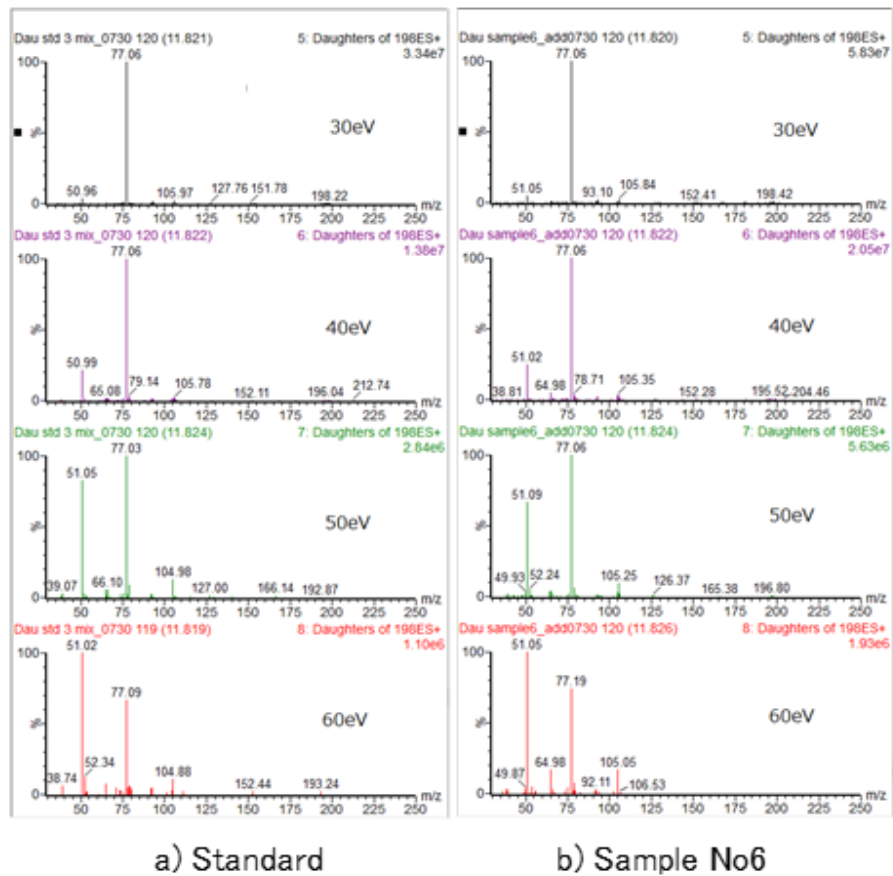 Dau std 3 mix_0730 120 (11.821) 5: Daughters of 198ES+
77.06 3.34e7
100
%
30eV
50.96 105.97 127.76 151.78 198.22
0 m/z
50 75 100 125 150 175 200 225 250
Dau std 3 mix_0730 120 (11.822) 6: Daughters of 198ES+
77.06 1.38e7
100
%
40eV
50.99
65.08 79.14 105.78 152.11 196.04 212.74
0 m/z
50 75 100 125 150 175 200 225 250
Dau std 3 mix_0730 120 (11.824) 7: Daughters of 198ES+
77.03 2.84e6
100
51.05
%
50eV
39.07 66.10 104.98 127.00 166.14 192.87
0 m/z
50 75 100 125 150 175 200 225 250
Dau std 3 mix_0730 119 (11.819) 8: Daughters of 198ES+
51.02 1.10e6
100
77.09
%
60eV
38.74 52.34 104.88 152.44 193.24
0 m/z
50 75 100 125 150 175 200 225 250
a) Standard
Dau sample6_add0730 120 (11.820) 5: Daughters of 198ES+
77.06 5.83e7
100
%
30eV
51.05 93.10 105.84 152.41 198.42
0 m/z
50 75 100 125 150 175 200 225 250
Dau sample6_add0730 120 (11.822) 6: Daughters of 198ES+
77.06 2.05e7
100
%
40eV
51.02
38.81 64.98 78.71 105.35 152.28 195.52 204.46
0 m/z
50 75 100 125 150 175 200 225 250
Dau sample6_add0730 120 (11.824) 7: Daughters of 198ES+
77.06 5.63e6
100
51.09
%
50eV
49.93 52.24 105.25 126.37 165.38 196.80
0 m/z
50 75 100 125 150 175 200 225 250
Dau sample6_add0730 120 (11.826) 8: Daughters of 198ES+
51.05 1.93e6
100
77.19
%
60eV
49.87 64.98 92.11 105.05 106.53
0 m/z
50 75 100 125 150 175 200 225 250
b) Sample No6